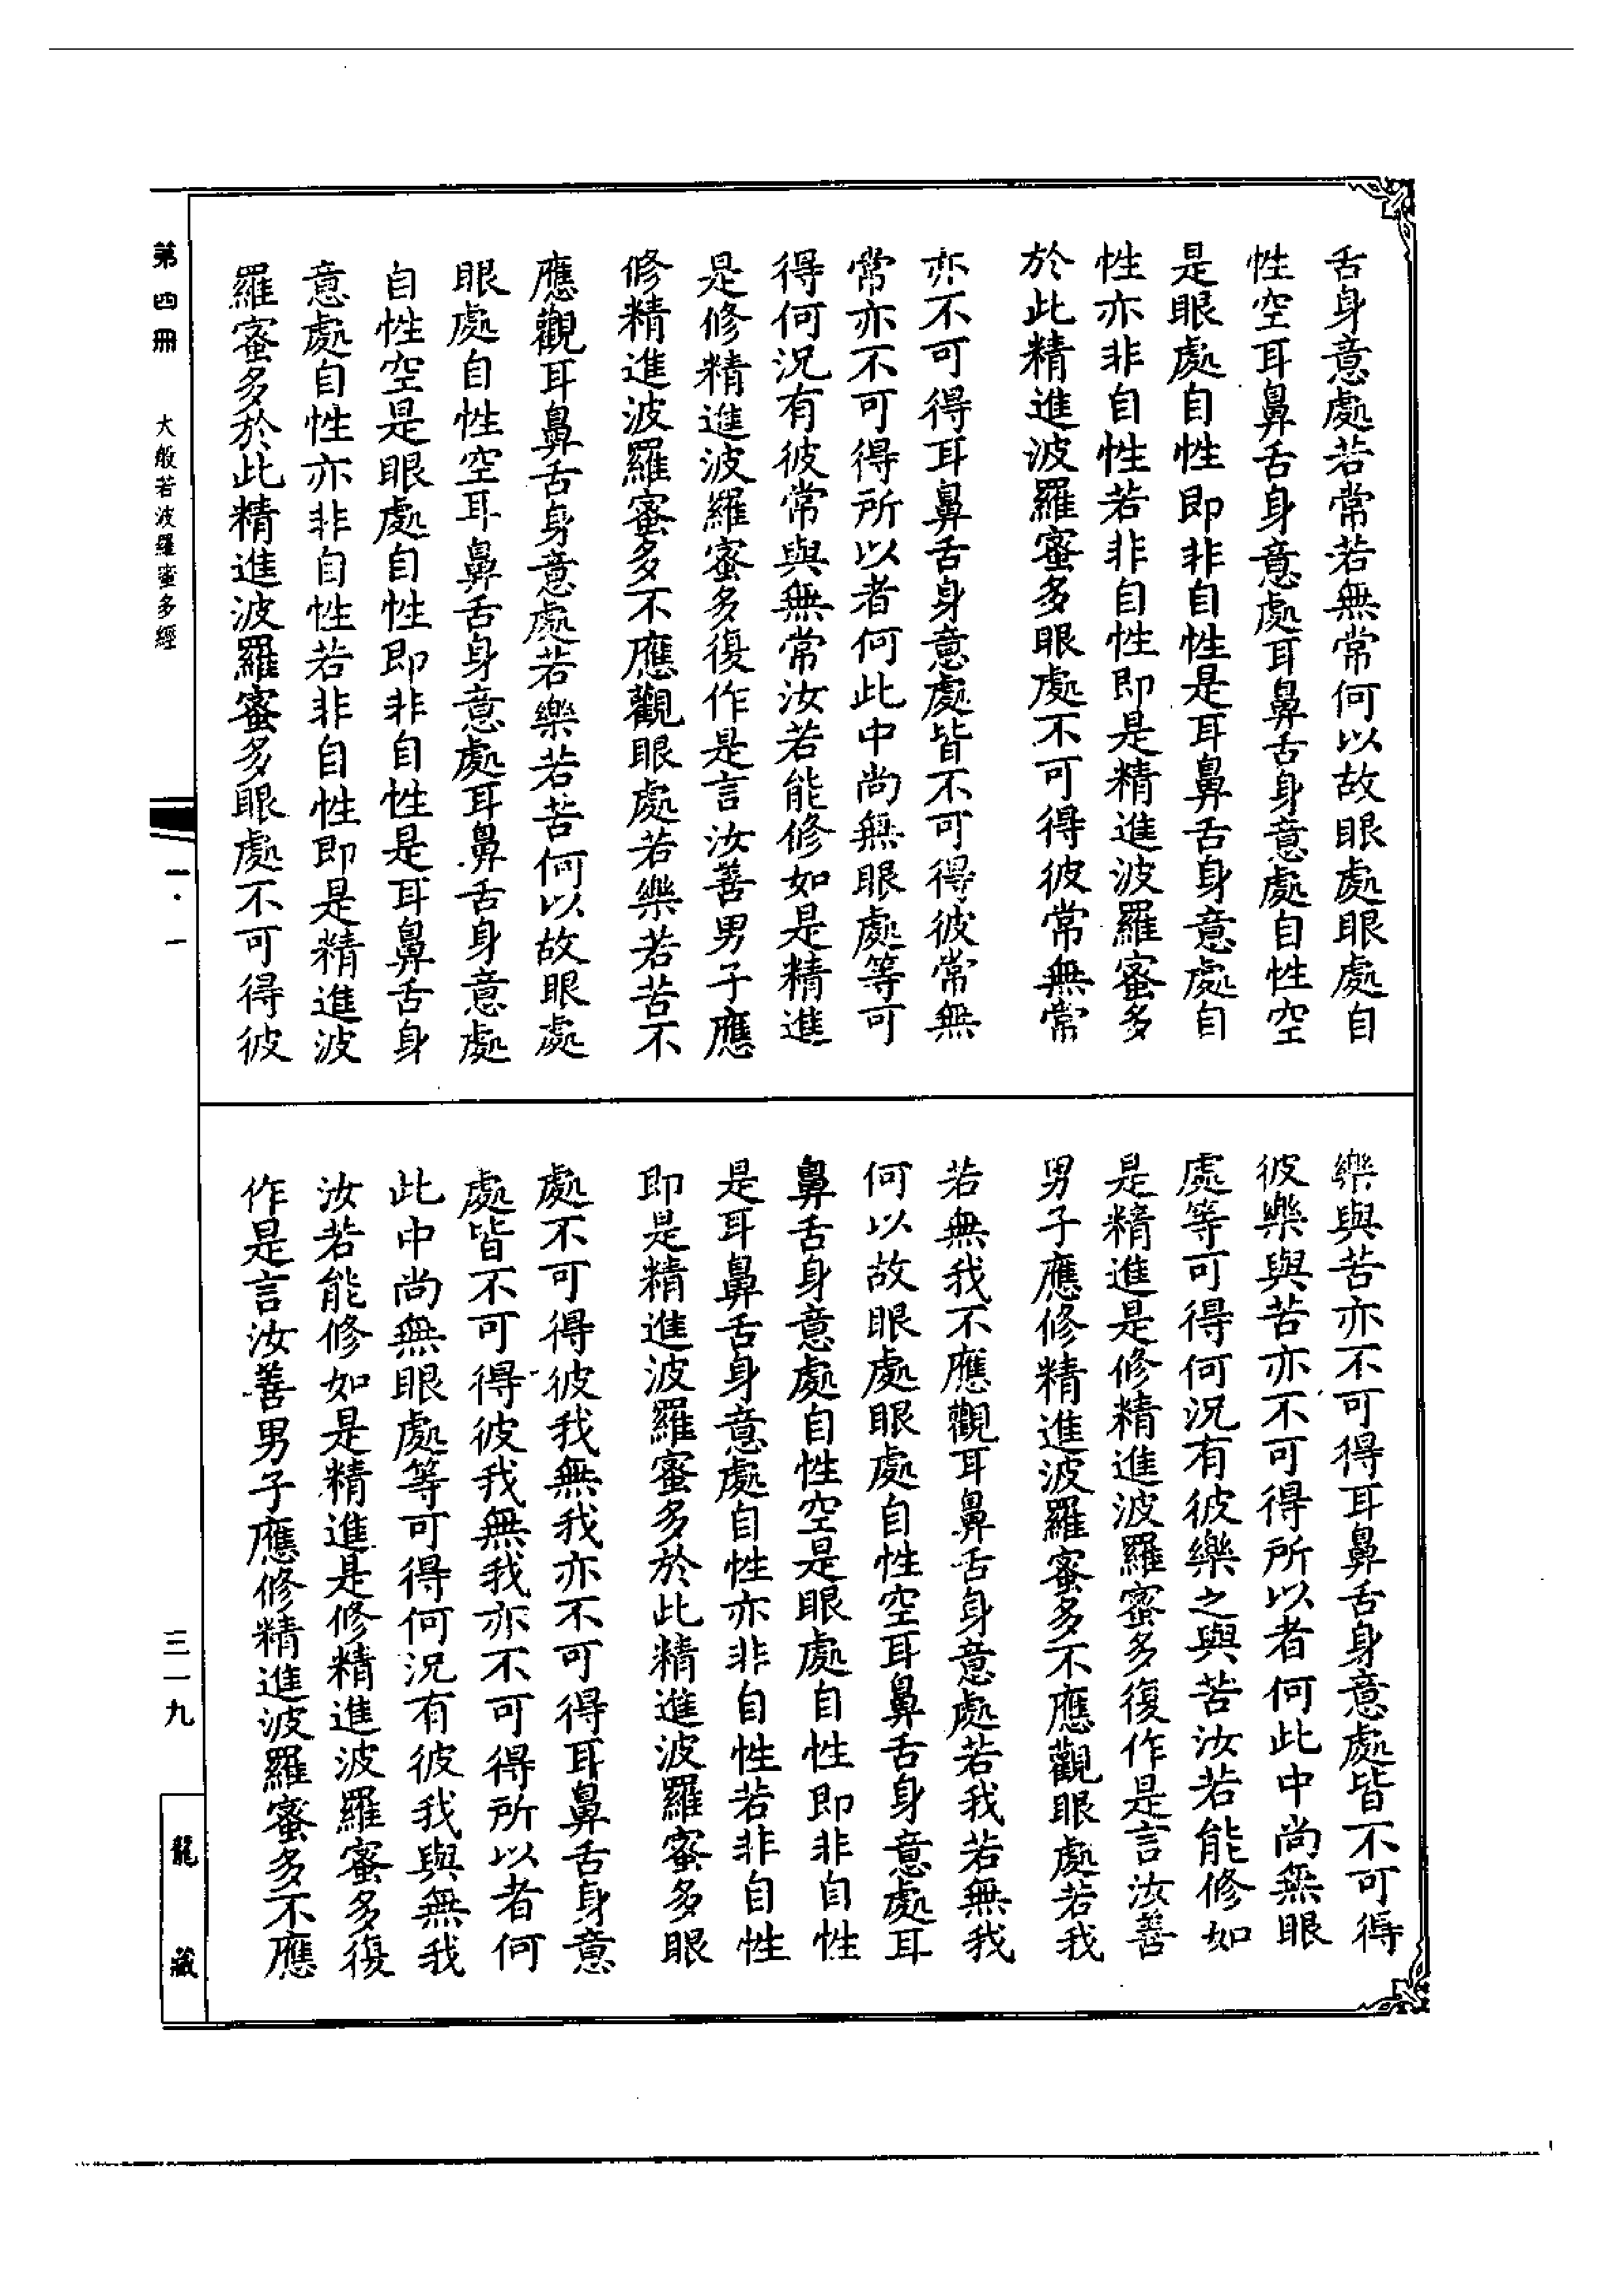 舌身意處若常若無常何以故眼處眼處自
性空耳鼻舌身意處耳鼻舌身意處自性空
是眼處自性即非自性是耳鼻舌身意處自
性亦非自性若非自性即是精進波羅蜜多
於此精進波羅蜜多眼處不可得彼常無常
亦不可得耳鼻舌身意處皆不可得彼常無
常亦不可得所以者何此中尚無眼處等可
得何況有彼常與無常汝若能修如是精進
是修精進波羅蜜多復作是言汝善男子應
修精進波羅蜜多不應觀眼處若樂若苦不
應觀耳鼻舌身意處若樂若苦何以故眼處
眼處自性空耳鼻舌身意處耳鼻舌身意處
自性空是眼處自性即非自性是耳鼻舌身
意處自性亦非自性若非自性即是精進波
羅蜜多於此精進波羅蜜多眼處不可得彼
樂與苦亦不可得耳鼻舌身意處皆不可得
彼樂與苦亦不可得所以者何此中尚無眼
處等可得何況有彼樂之與苦汝若能修如
是精進是修精進波羅蜜多復作是言汝善
男子應修精進波羅蜜多不應觀眼處若我
若無我不應觀耳鼻舌身意處若我若無我
何以故眼處眼處自性空耳鼻舌身意處耳
鼻舌身意處自性空是眼處自性即非自性
是耳鼻舌身意處自性亦非自性若非自性
即是精進波羅蜜多於此精進波羅蜜多眼
處不可得彼我無我亦不可得耳鼻舌身意
處皆不可得彼我無我亦不可得所以者何
此中尚無眼處等可得何況有彼我與無我
汝若能修如是精進是修精進波羅蜜多復
作是言汝善男子應修精進波羅蜜多不應
第四冊 大般若波羅蜜多經
一·一
三一九
龍藏